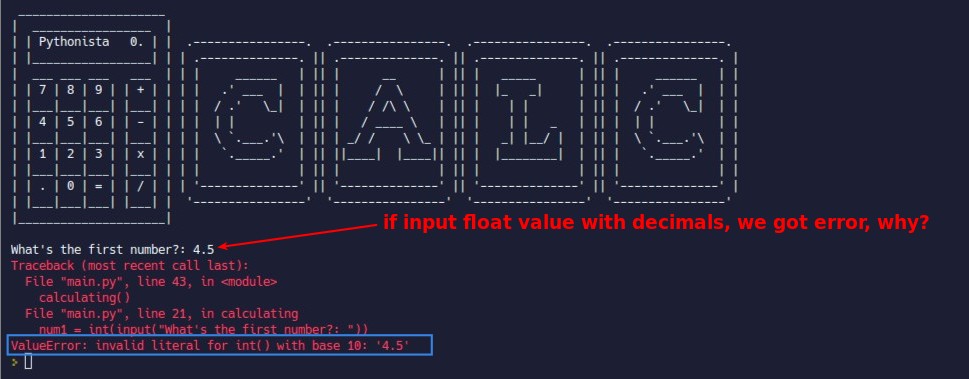 Pythonista 0.
7 8 9 +
4 5 6 -
1 2 3 x
. 0 = /
CALC
if input float value with decimals, we got error, why?
What's the first number?: 4.5
Traceback (most recent call last):
File "main.py", line 43, in <module>
calculating()
File "main.py", line 21, in calculating
num1 = int(input("What's the first number?: "))
ValueError: invalid literal for int() with base 10: '4.5'
>